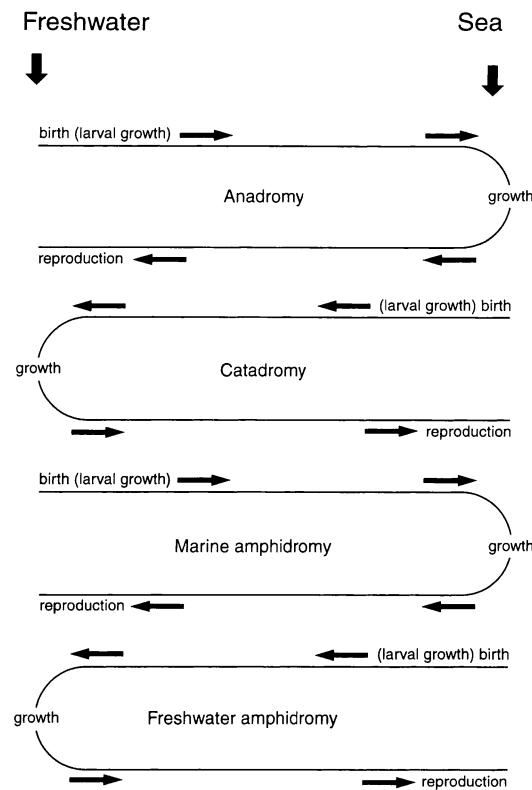 Freshwater Sea
birth (larval growth)
Anadromy
growth
reproduction
(larval growth) birth
growth
Catadromy
reproduction
birth (larval growth)
Marine amphidromy
growth
reproduction
(larval growth) birth
growth
Freshwater amphidromy
reproduction